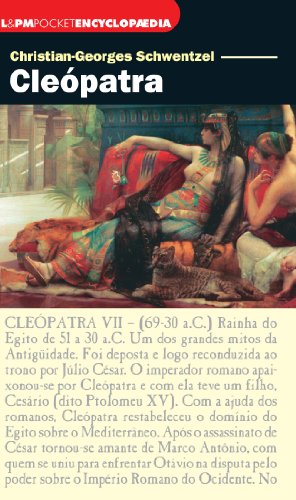 L&PMPOCKETENCYCLOPÆDIA
Christian-Georges Schwentzel
Cleópatra
CLEÓPATRA VII – (69-30 a.C.) Rainha do
Egito de 51 a 30 a.C. Um dos grandes mitos da
Antigüidade. Foi deposta e logo reconduzida ao
trono por Júlio César. O imperador romano apai-
xonou-se por Cleópatra e com ela teve um filho,
Cesário (dito Ptolomeu XV). Com a ajuda dos
romanos, Cleópatra restabeleceu o domínio do
Egito sobre o Mediterrâneo. Após o assassinato de
César tornou-se amante de Marco Antônio, com
quem se uniu para enfrentar Otávio na disputa pelo
poder sobre o Império Romano do Ocidente. No